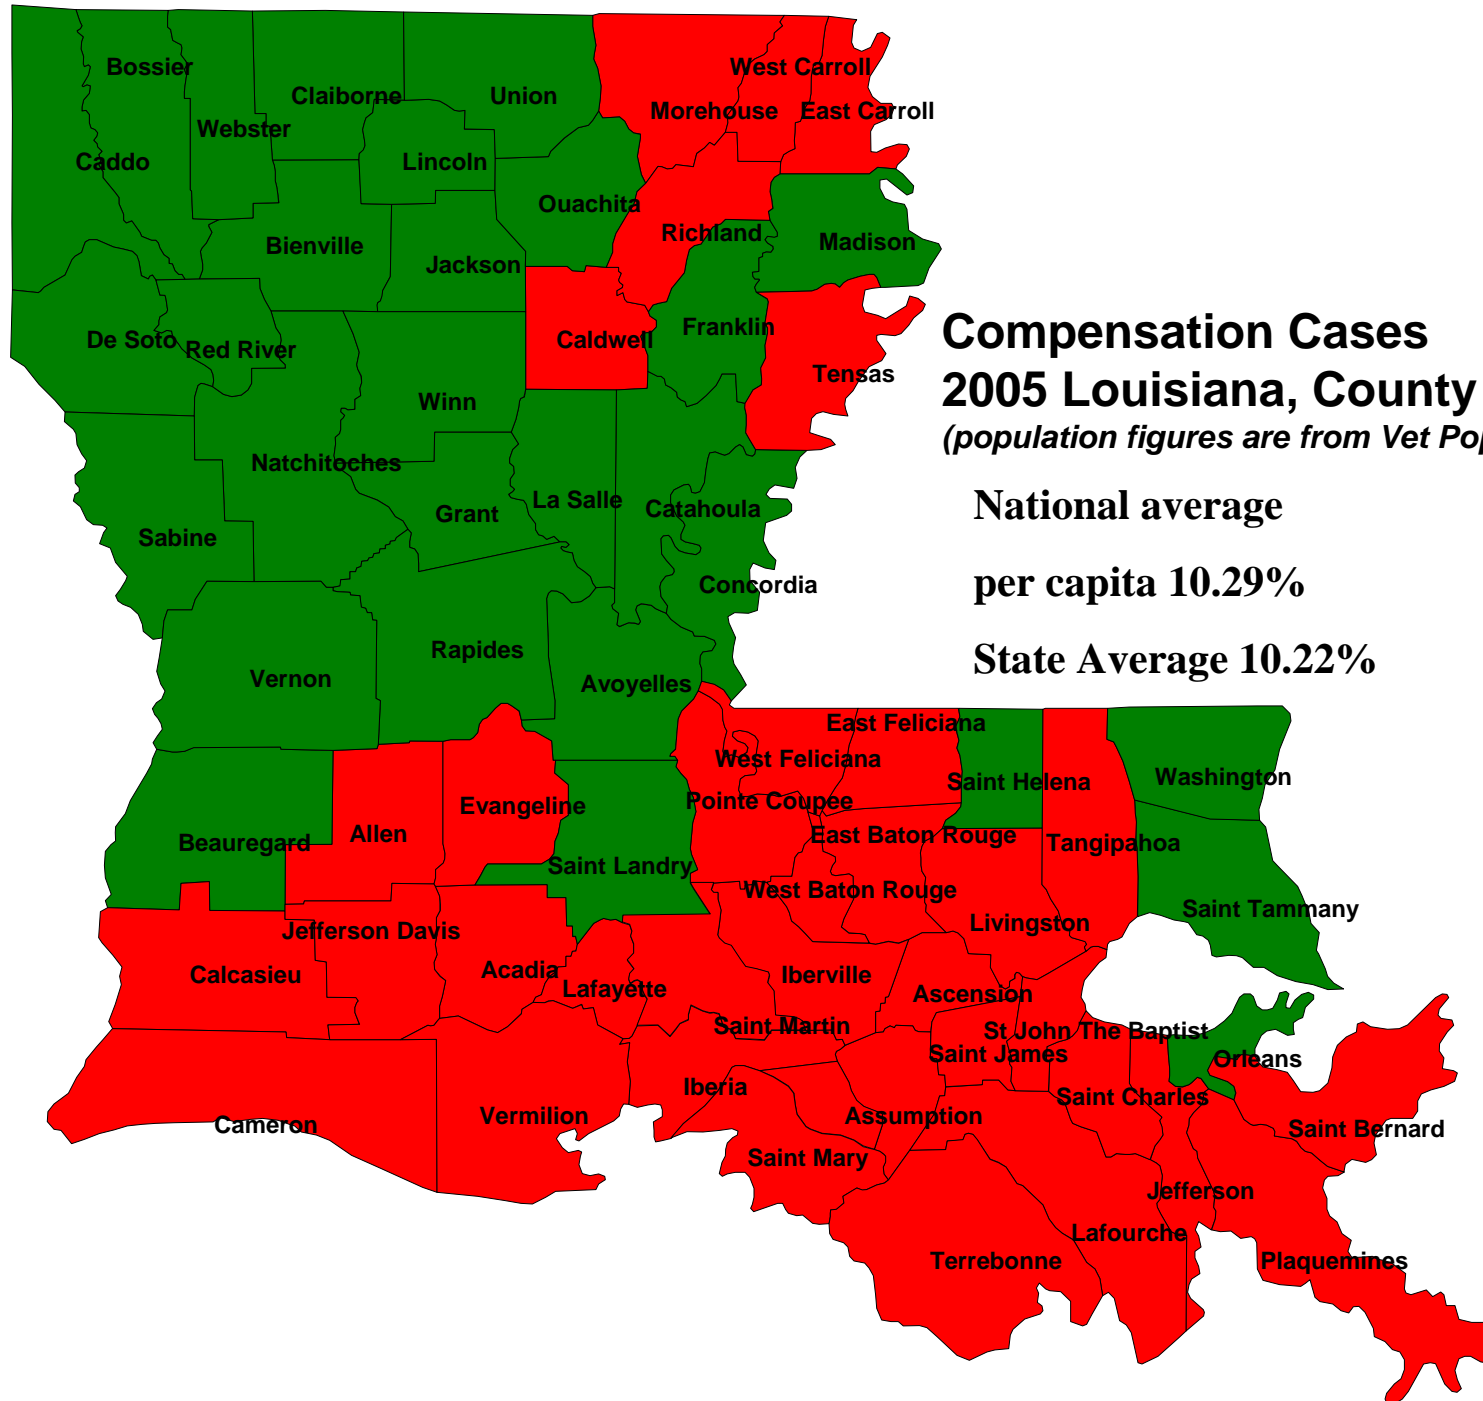 Bossier
West Carroll
Claiborne
Union
Morehouse
East Carroll
Webster
Caddo
Lincoln
Ouachita
Richland
Madison
Bienville
Jackson
Compensation Cases
2005 Louisiana, County
(population figures are from Vet
National average
per capita 10.29%
State Average 10.22%
De Soto
Red River
Franklin
Caldwell
Tensas
Winn
Natchitoches
La Salle
Catahoula
Grant
Sabine
Concordia
Rapides
Vernon
Avoyelles
East Feliciana
West Feliciana
Saint Helena
Washington
Pointe Coupee
Evangeline
Allen
East Baton Rouge
Beauregard
Tangipahoa
Saint Landry
West Baton Rouge
Saint Tammany
Livingston
Jefferson Davis
Calcasieu
Acadia
Lafayette
Iberville
Ascension
Saint Martin
St John The Baptist
Saint James
Orleans
Iberia
Saint Charles
Cameron
Vermilion
Assumption
Saint Bernard
Saint Mary
Jefferson
Lafourche
Terrebonne
Plaquemines